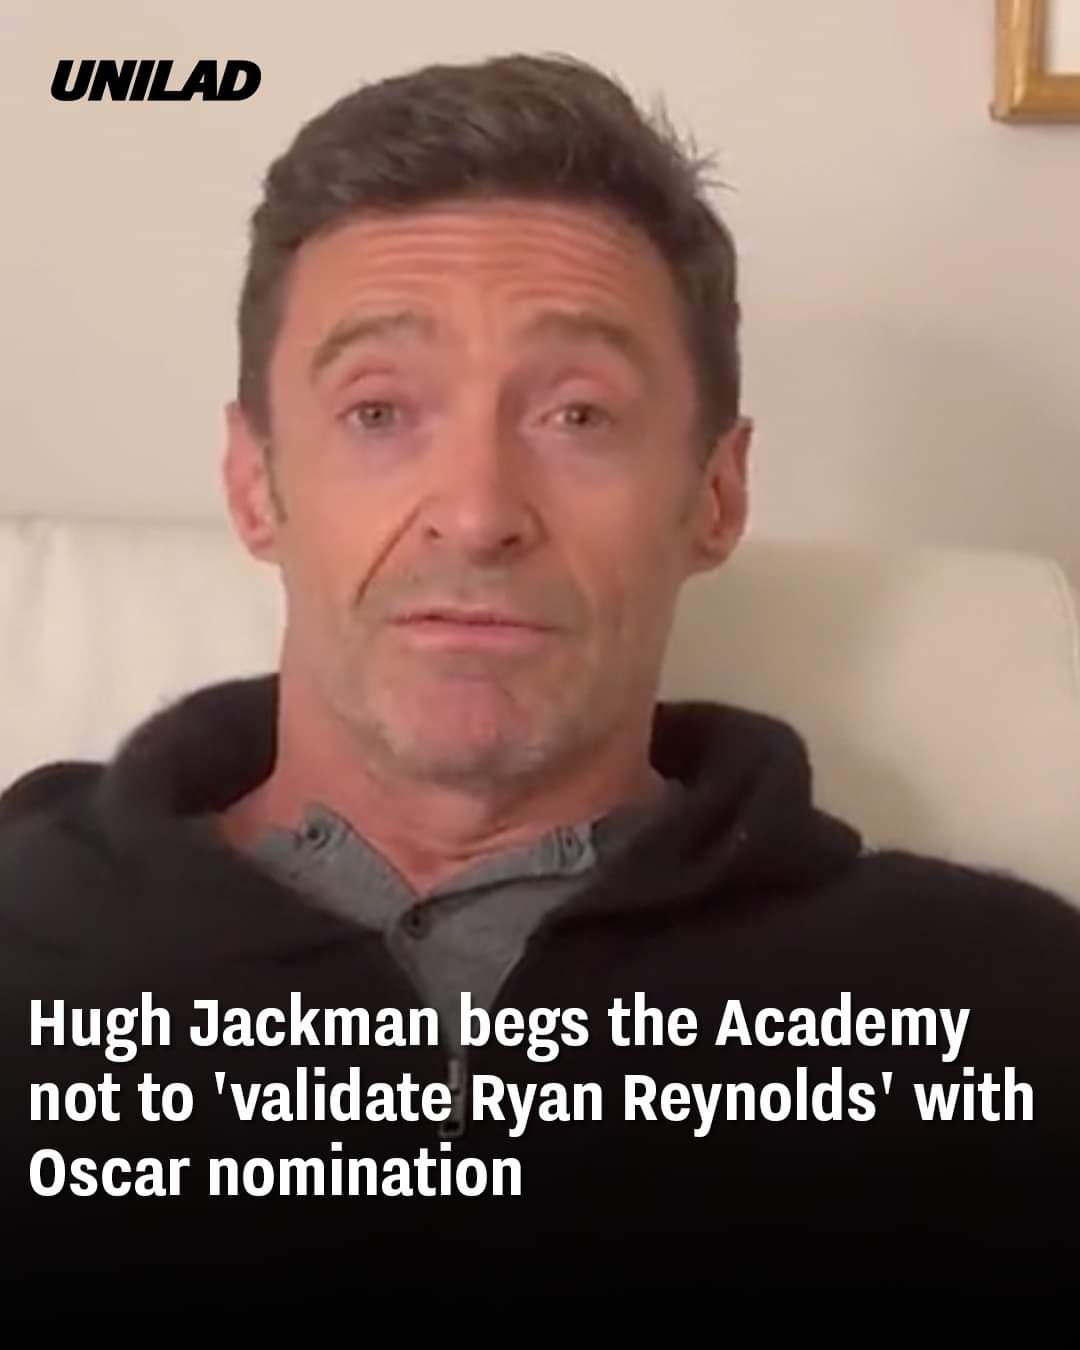 UNILAD
Hugh Jackman begs the Academy
not to 'validate Ryan Reynolds' with
Oscar nomination